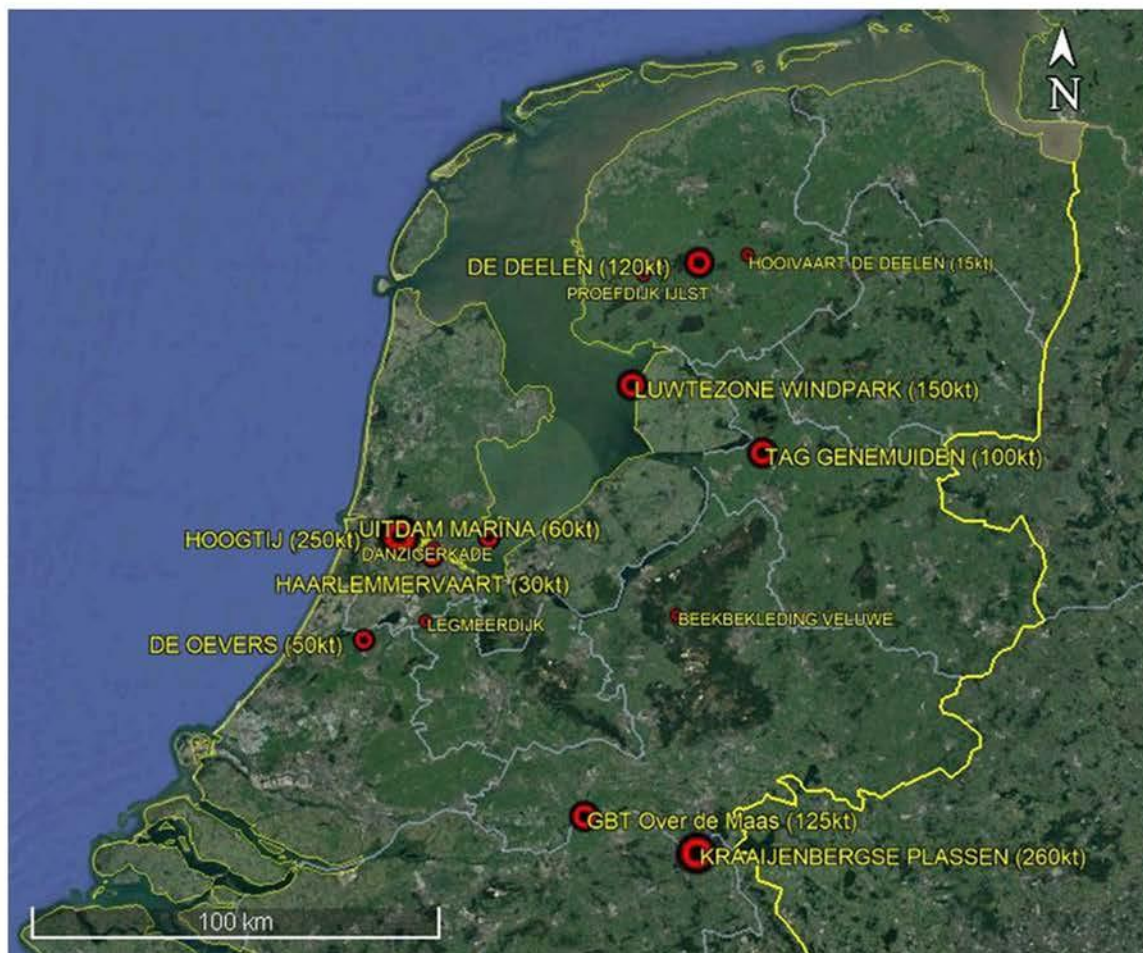 N
DE DEELEN (120kt)
HOOIVAART DE DEELEN (15kt)
PROEFDIJK IJLST
LUWTEZONE WINDPARK (150kt)
TAG GENEMUIDEN (100kt)
UITDAM MARINA (60kt)
HOOGTIJ (250kt)
DANZIGERKADE
HAARLEMMERVAART (30kt)
LEGMEERDIJK
BEEKBEKLEDING VELUWE
DE OEVERS (50kt)
GBT Over de Maas (125kt)
KRAAIJENBERGSE PLASSEN (260kt)
100 km